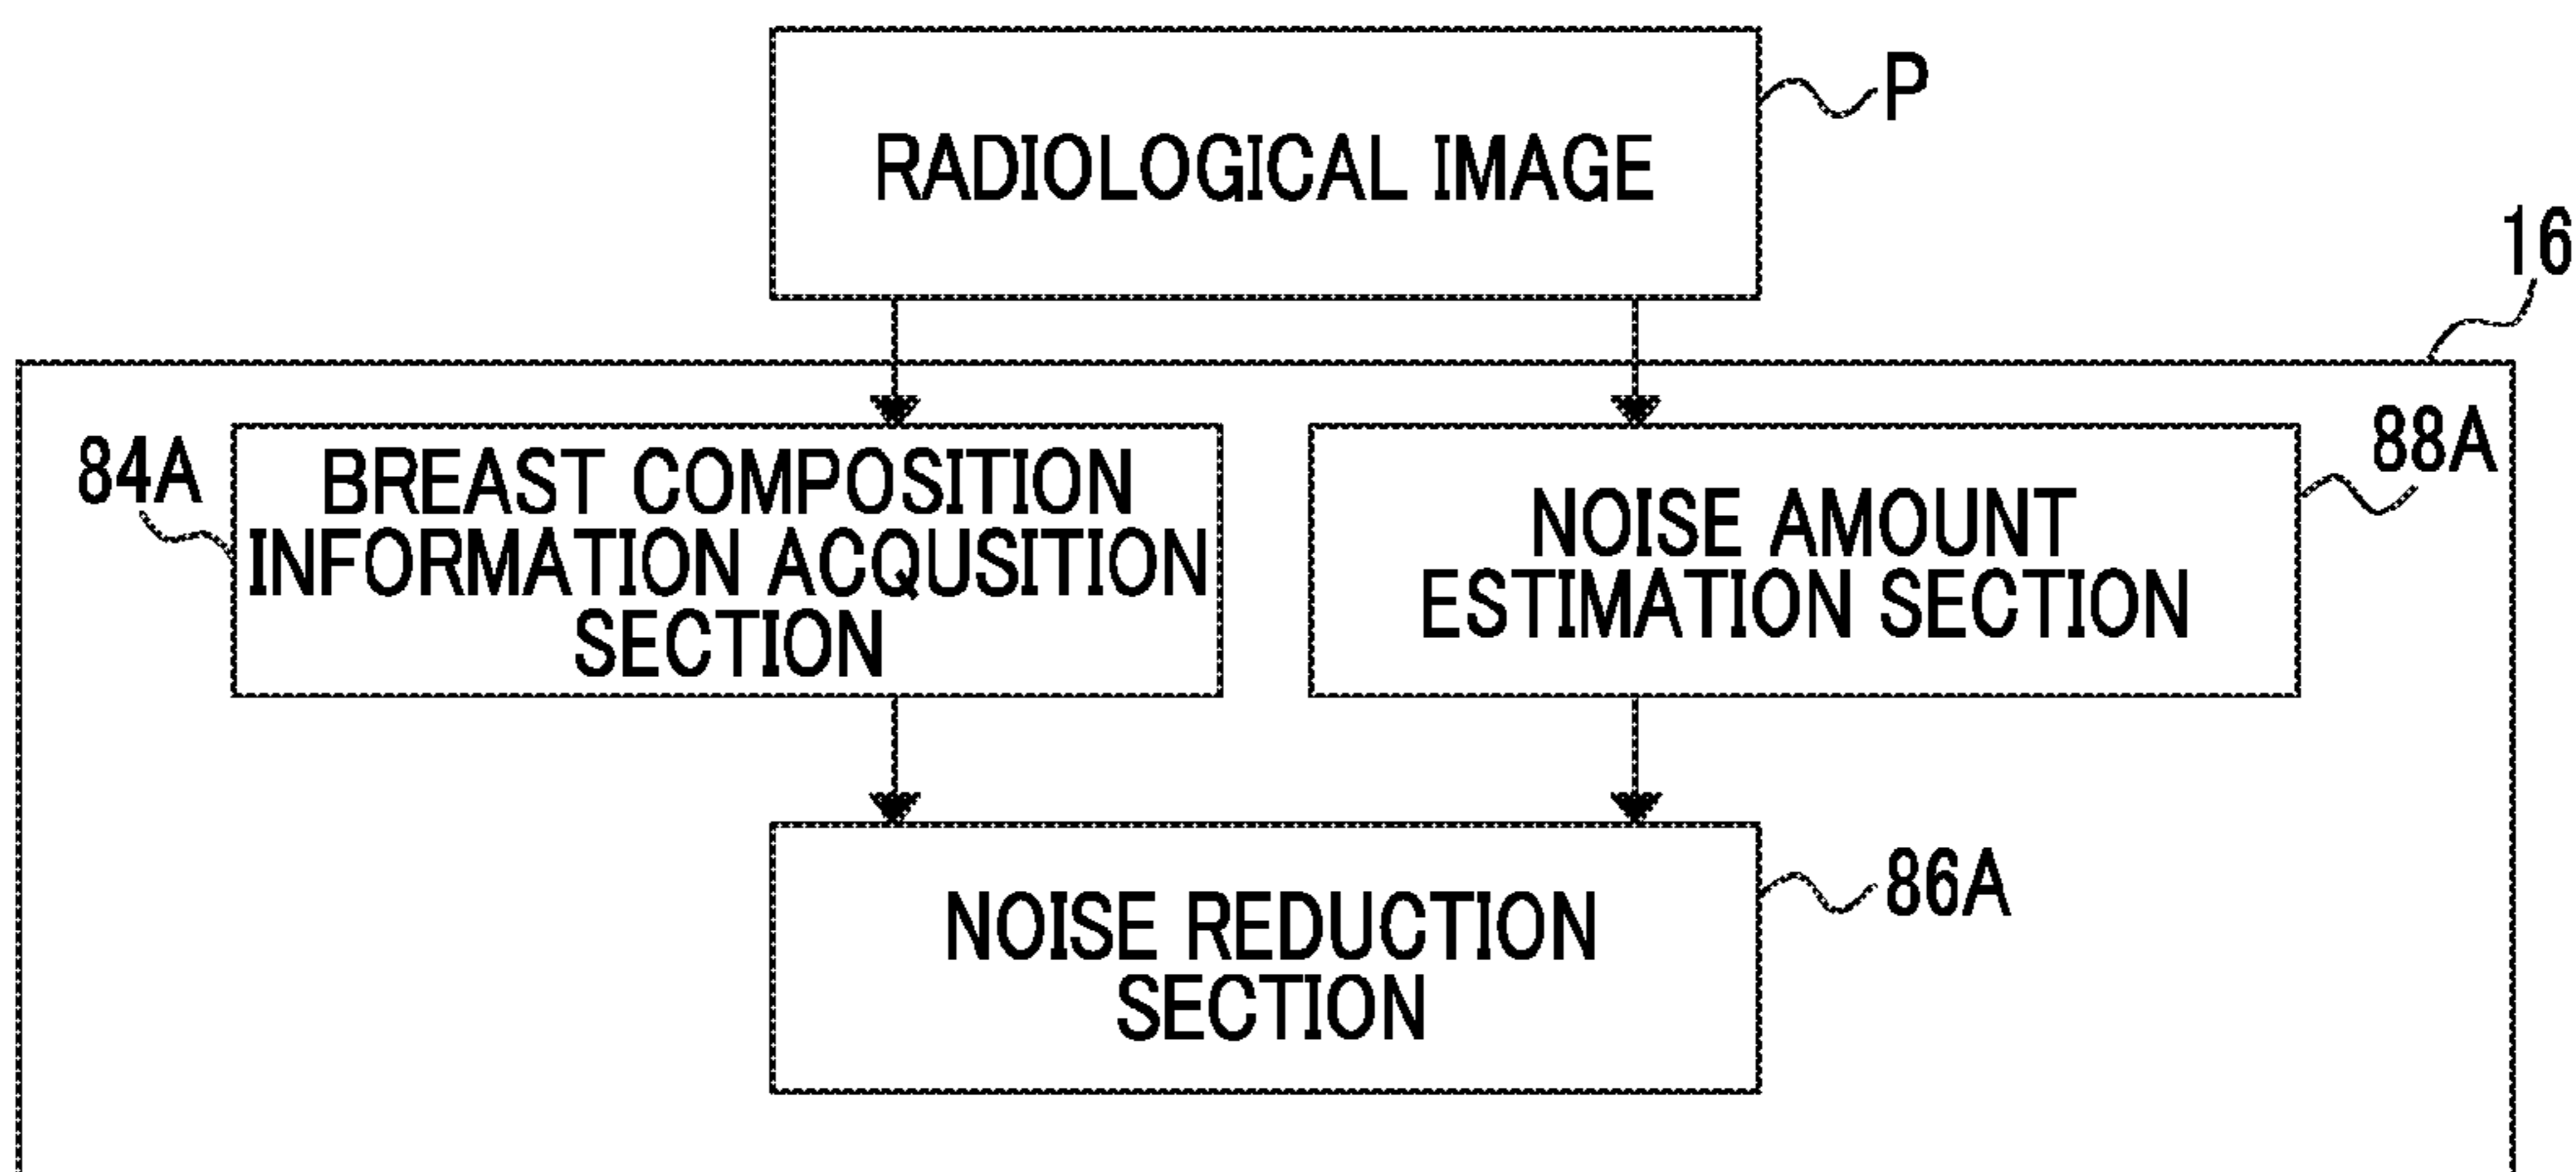 RADIOLOGICAL IMAGE
P
16
84A
BREAST COMPOSITION
INFORMATION ACQUSITION
SECTION
NOISE AMOUNT
ESTIMATION SECTION
88A
NOISE REDUCTION
SECTION
86A